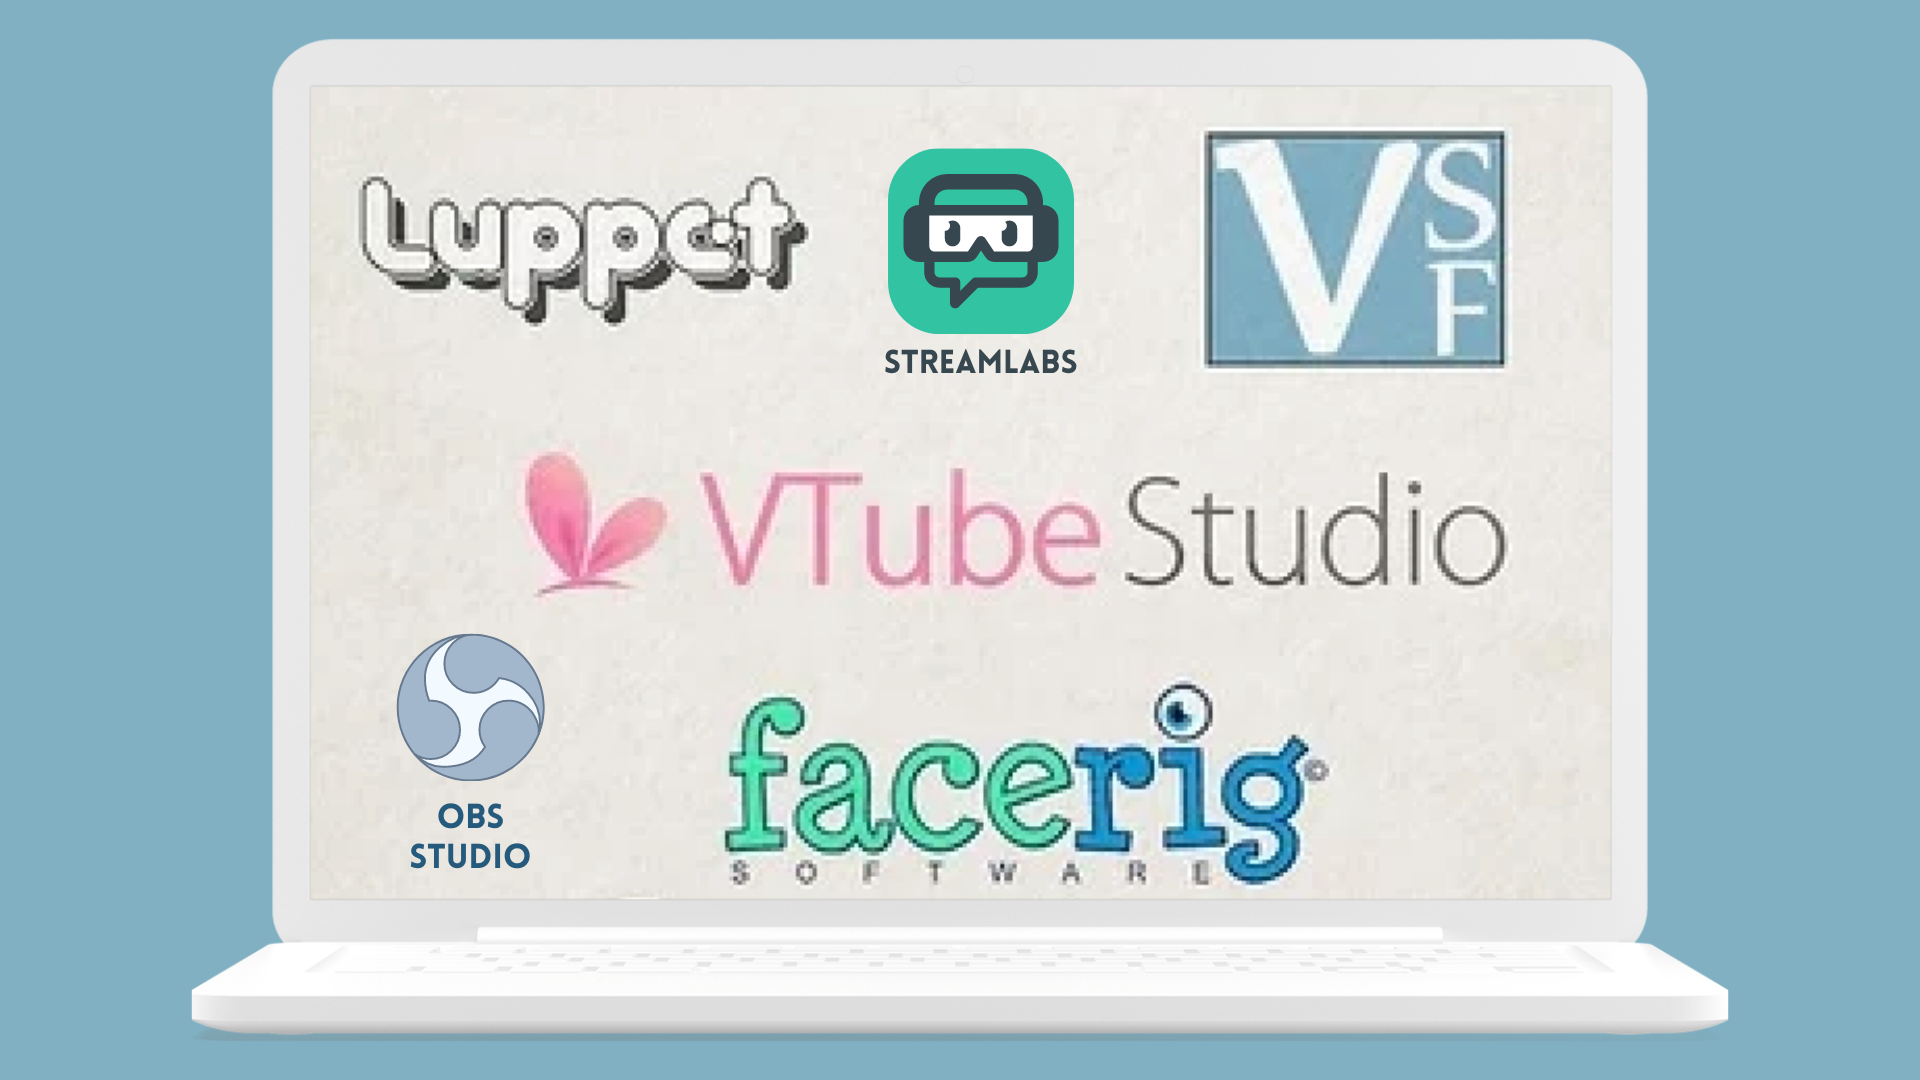 Luppet
STREAMLABS
VSF
VTube Studio
OBS
STUDIO
facerig©
SOFTWARE